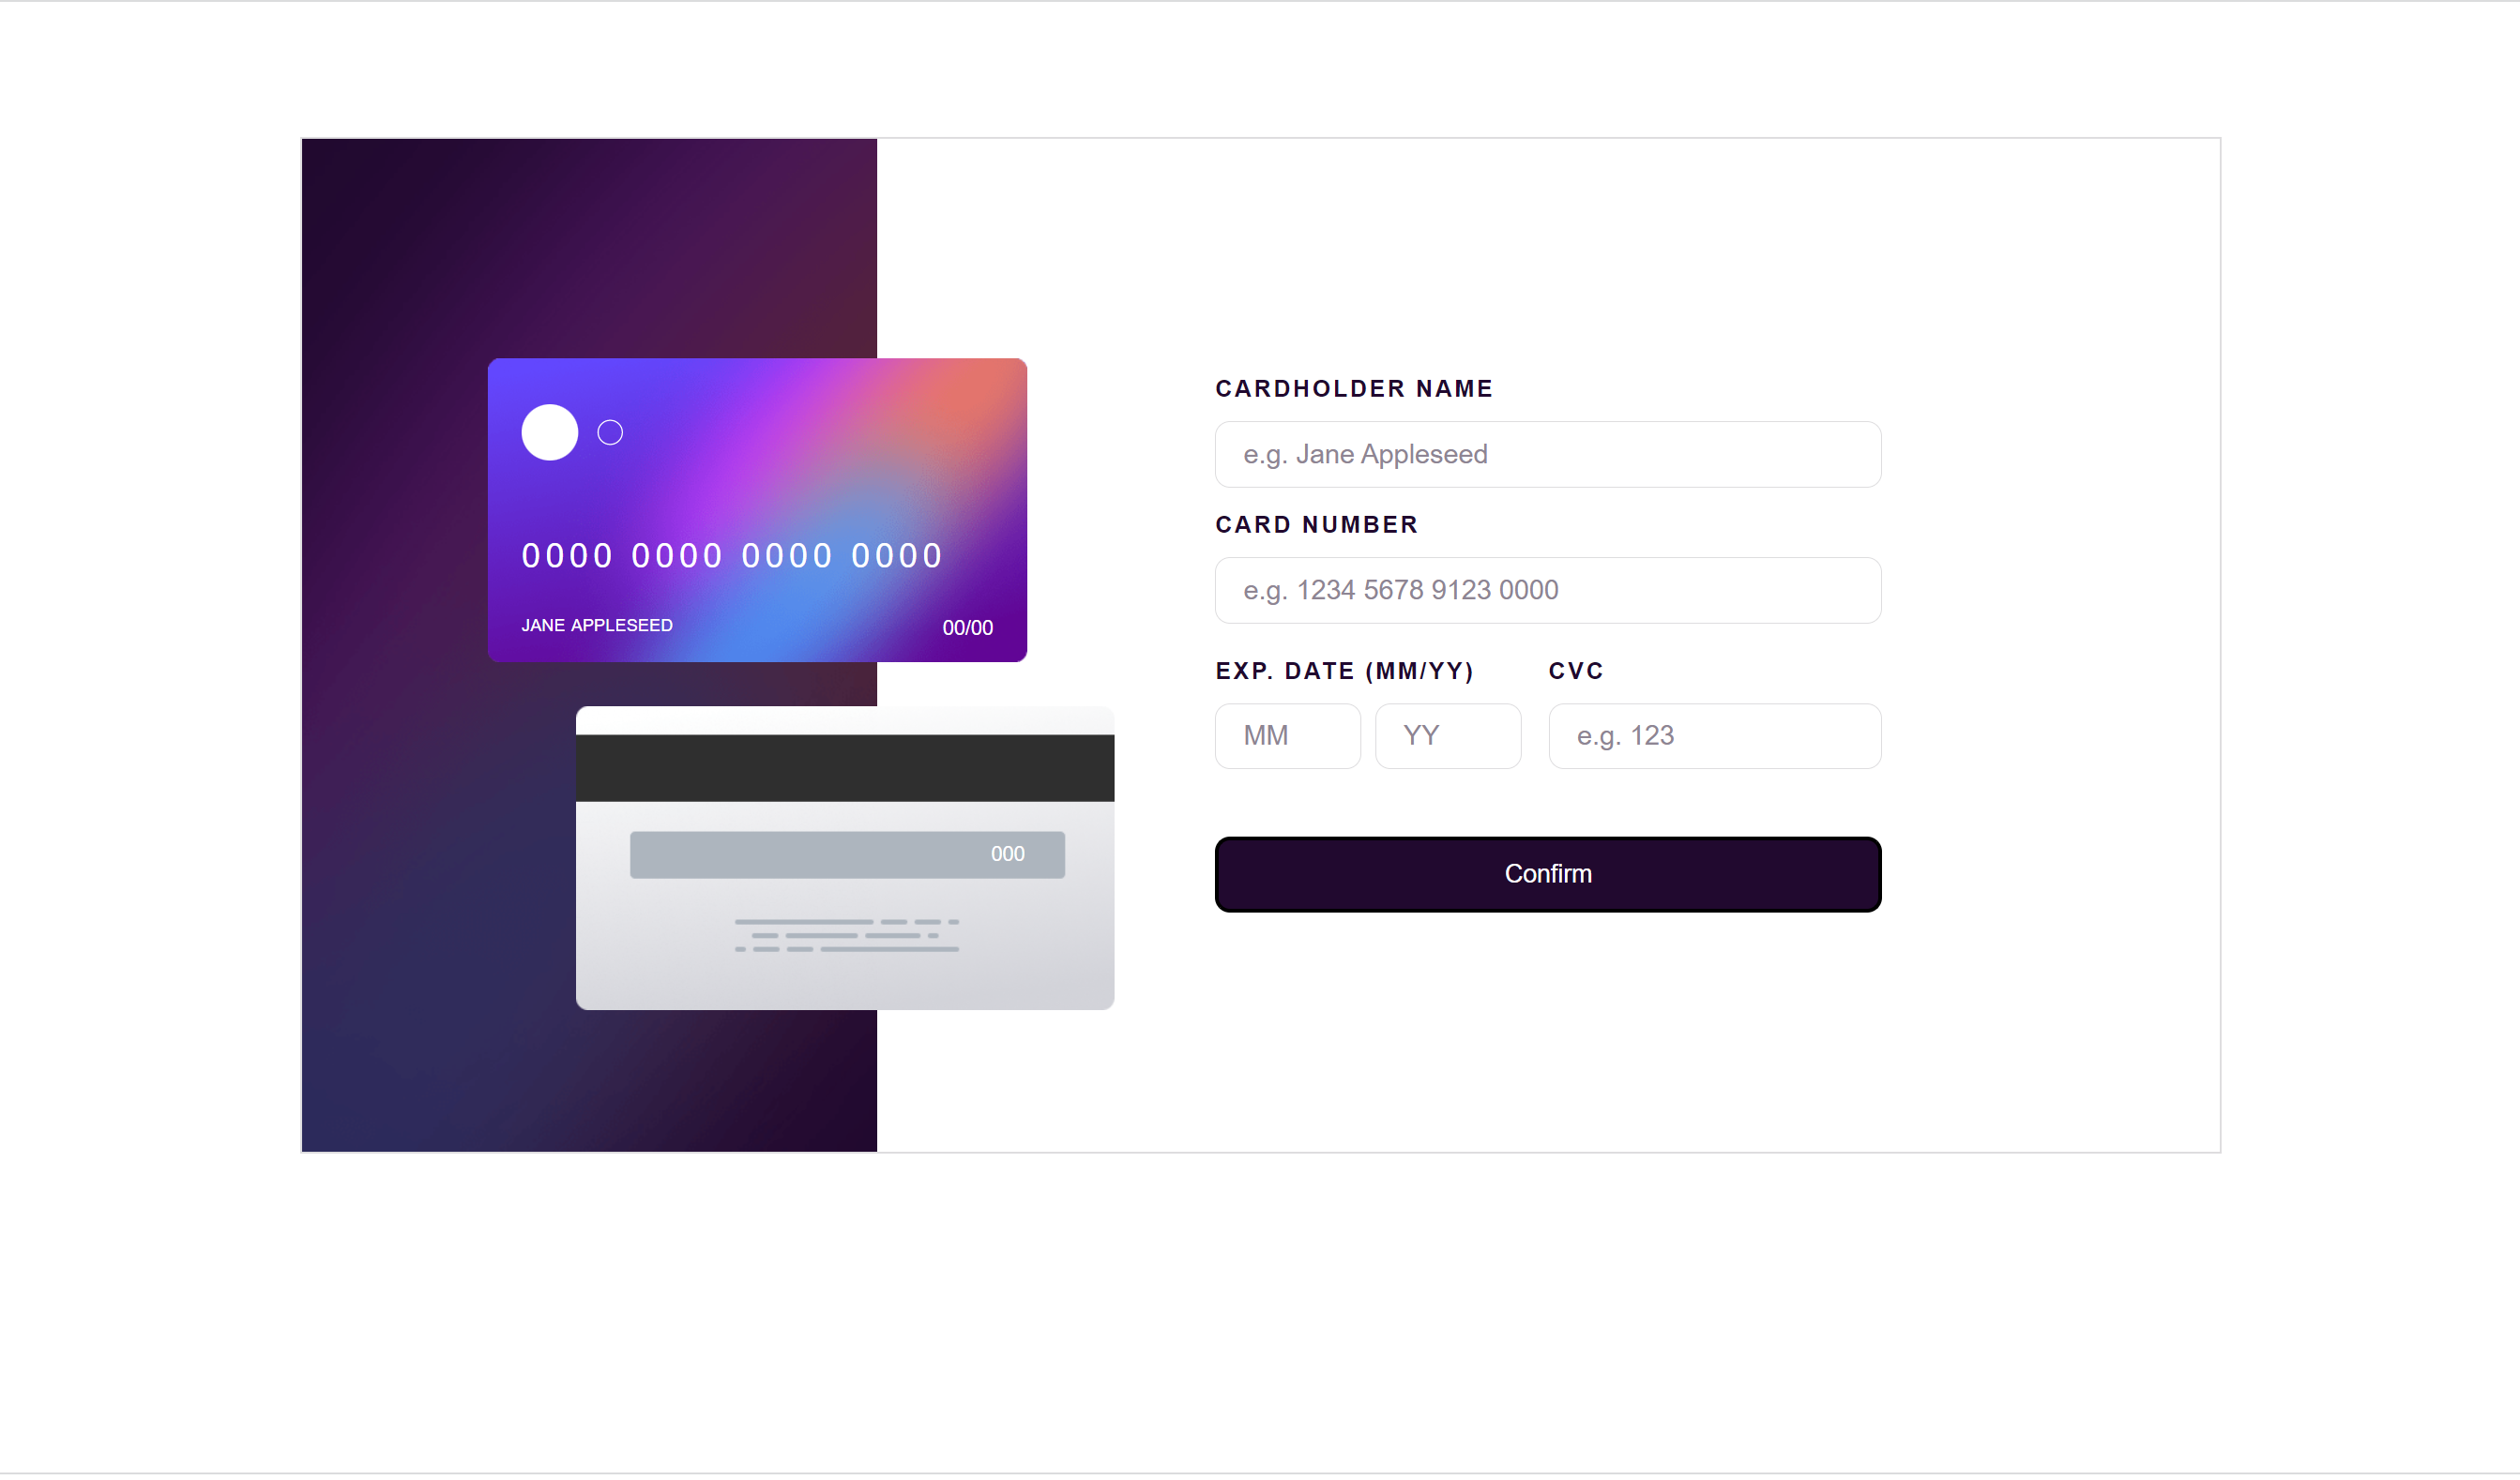 0000 0000 0000 0000
JANE APPLESEED 00/00
000
CARDHOLDER NAME
e.g. Jane Appleseed
CARD NUMBER
e.g. 1234 5678 9123 0000
EXP. DATE (MM/YY) CVC
MM YY e.g. 123
Confirm